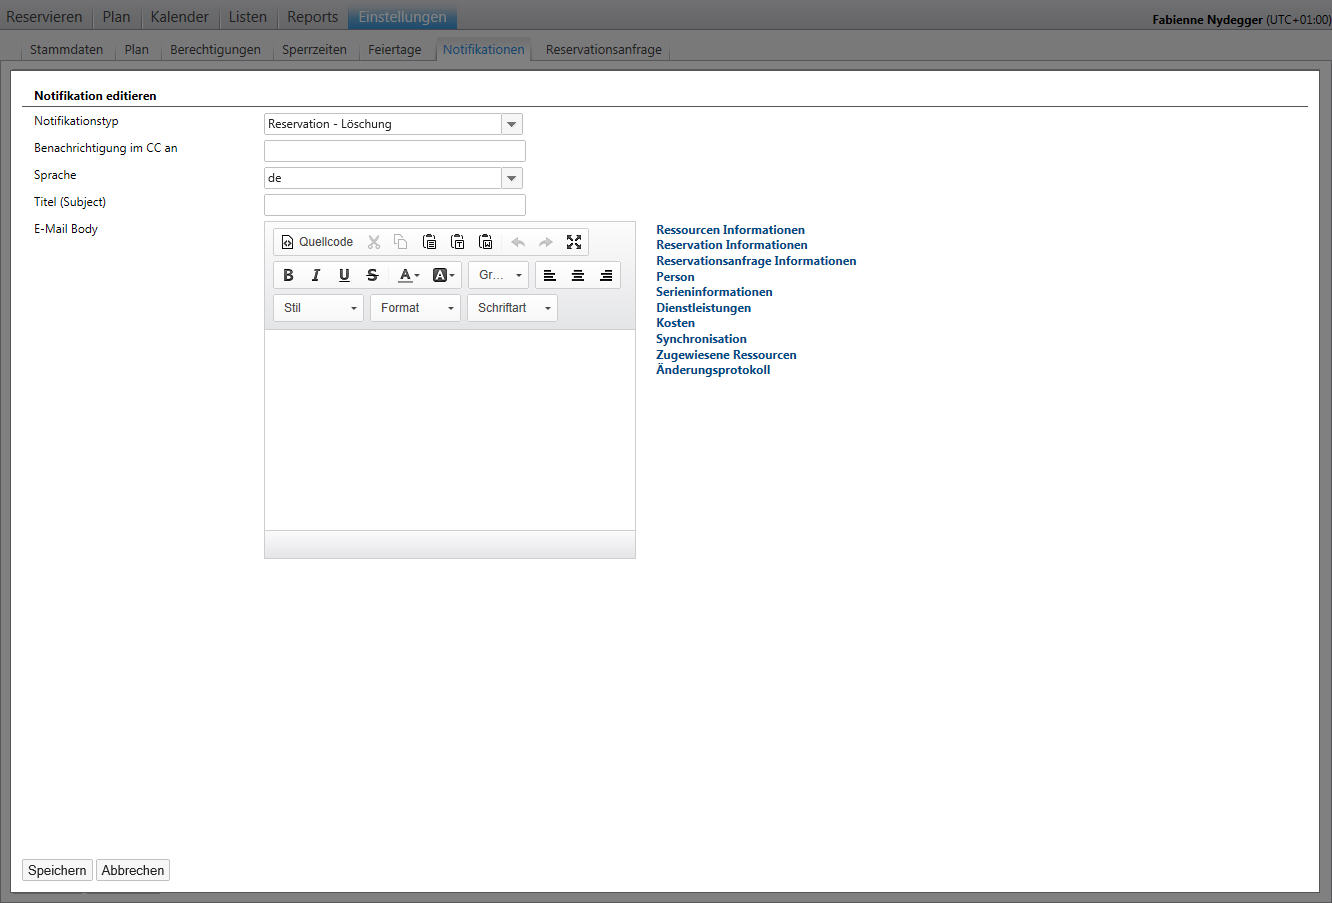 Reservieren Plan Kalender Listen Reports Einstellungen Fabienne Nydegger (UTC+01:00)
Stammdaten Plan Berechtigungen Sperrzeiten Feiertage Notifikationen Reservationsanfrage
Notifikation editieren
Notifikationstyp Reservation - Löschung
Benachrichtigung im CC an
Sprache de
Titel (Subject)
E-Mail Body
Quellcode
B I U S A A Gr...
Stil Format Schriftart
Ressourcen Informationen
Reservation Informationen
Reservationsanfrage Informationen
Person
Serieninformationen
Dienstleistungen
Kosten
Synchronisation
Zugewiesene Ressourcen
Änderungsprotokoll
Speichern Abbrechen